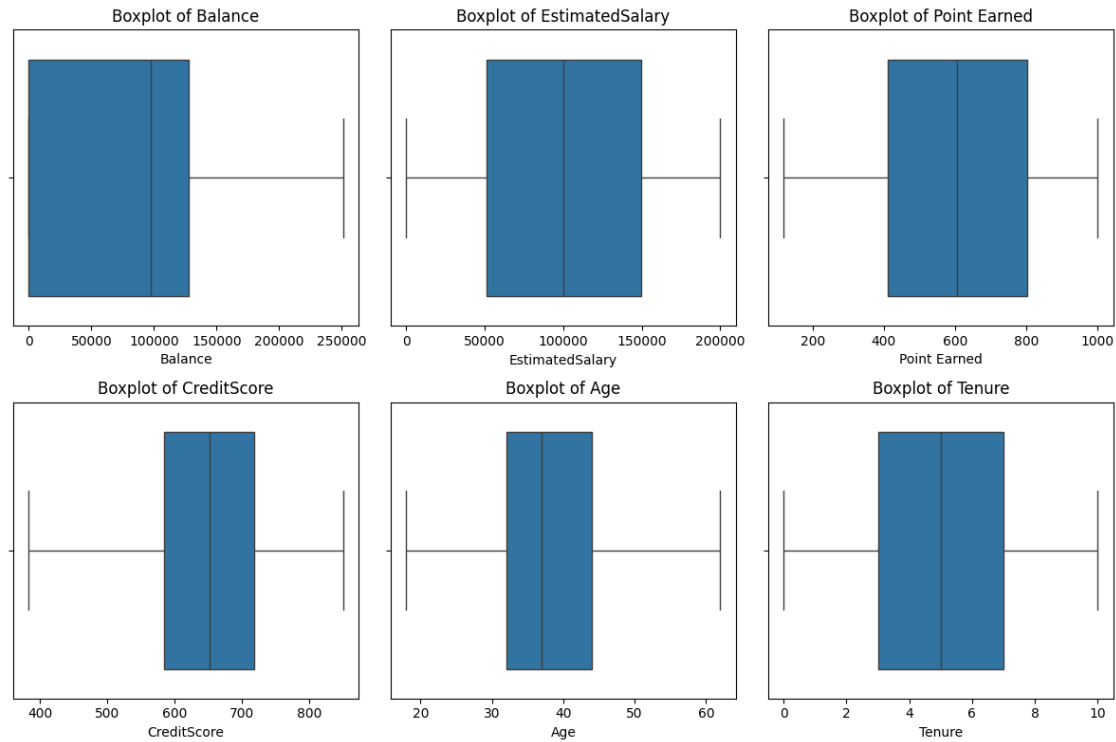 Boxplot of Balance
0 50000 100000 150000 200000 250000
Balance
Boxplot of EstimatedSalary
0 50000 100000 150000 200000
EstimatedSalary
Boxplot of Point Earned
200 400 600 800 1000
Point Earned
Boxplot of CreditScore
400 500 600 700 800
CreditScore
Boxplot of Age
20 30 40 50 60
Age
Boxplot of Tenure
0 2 4 6 8 10
Tenure